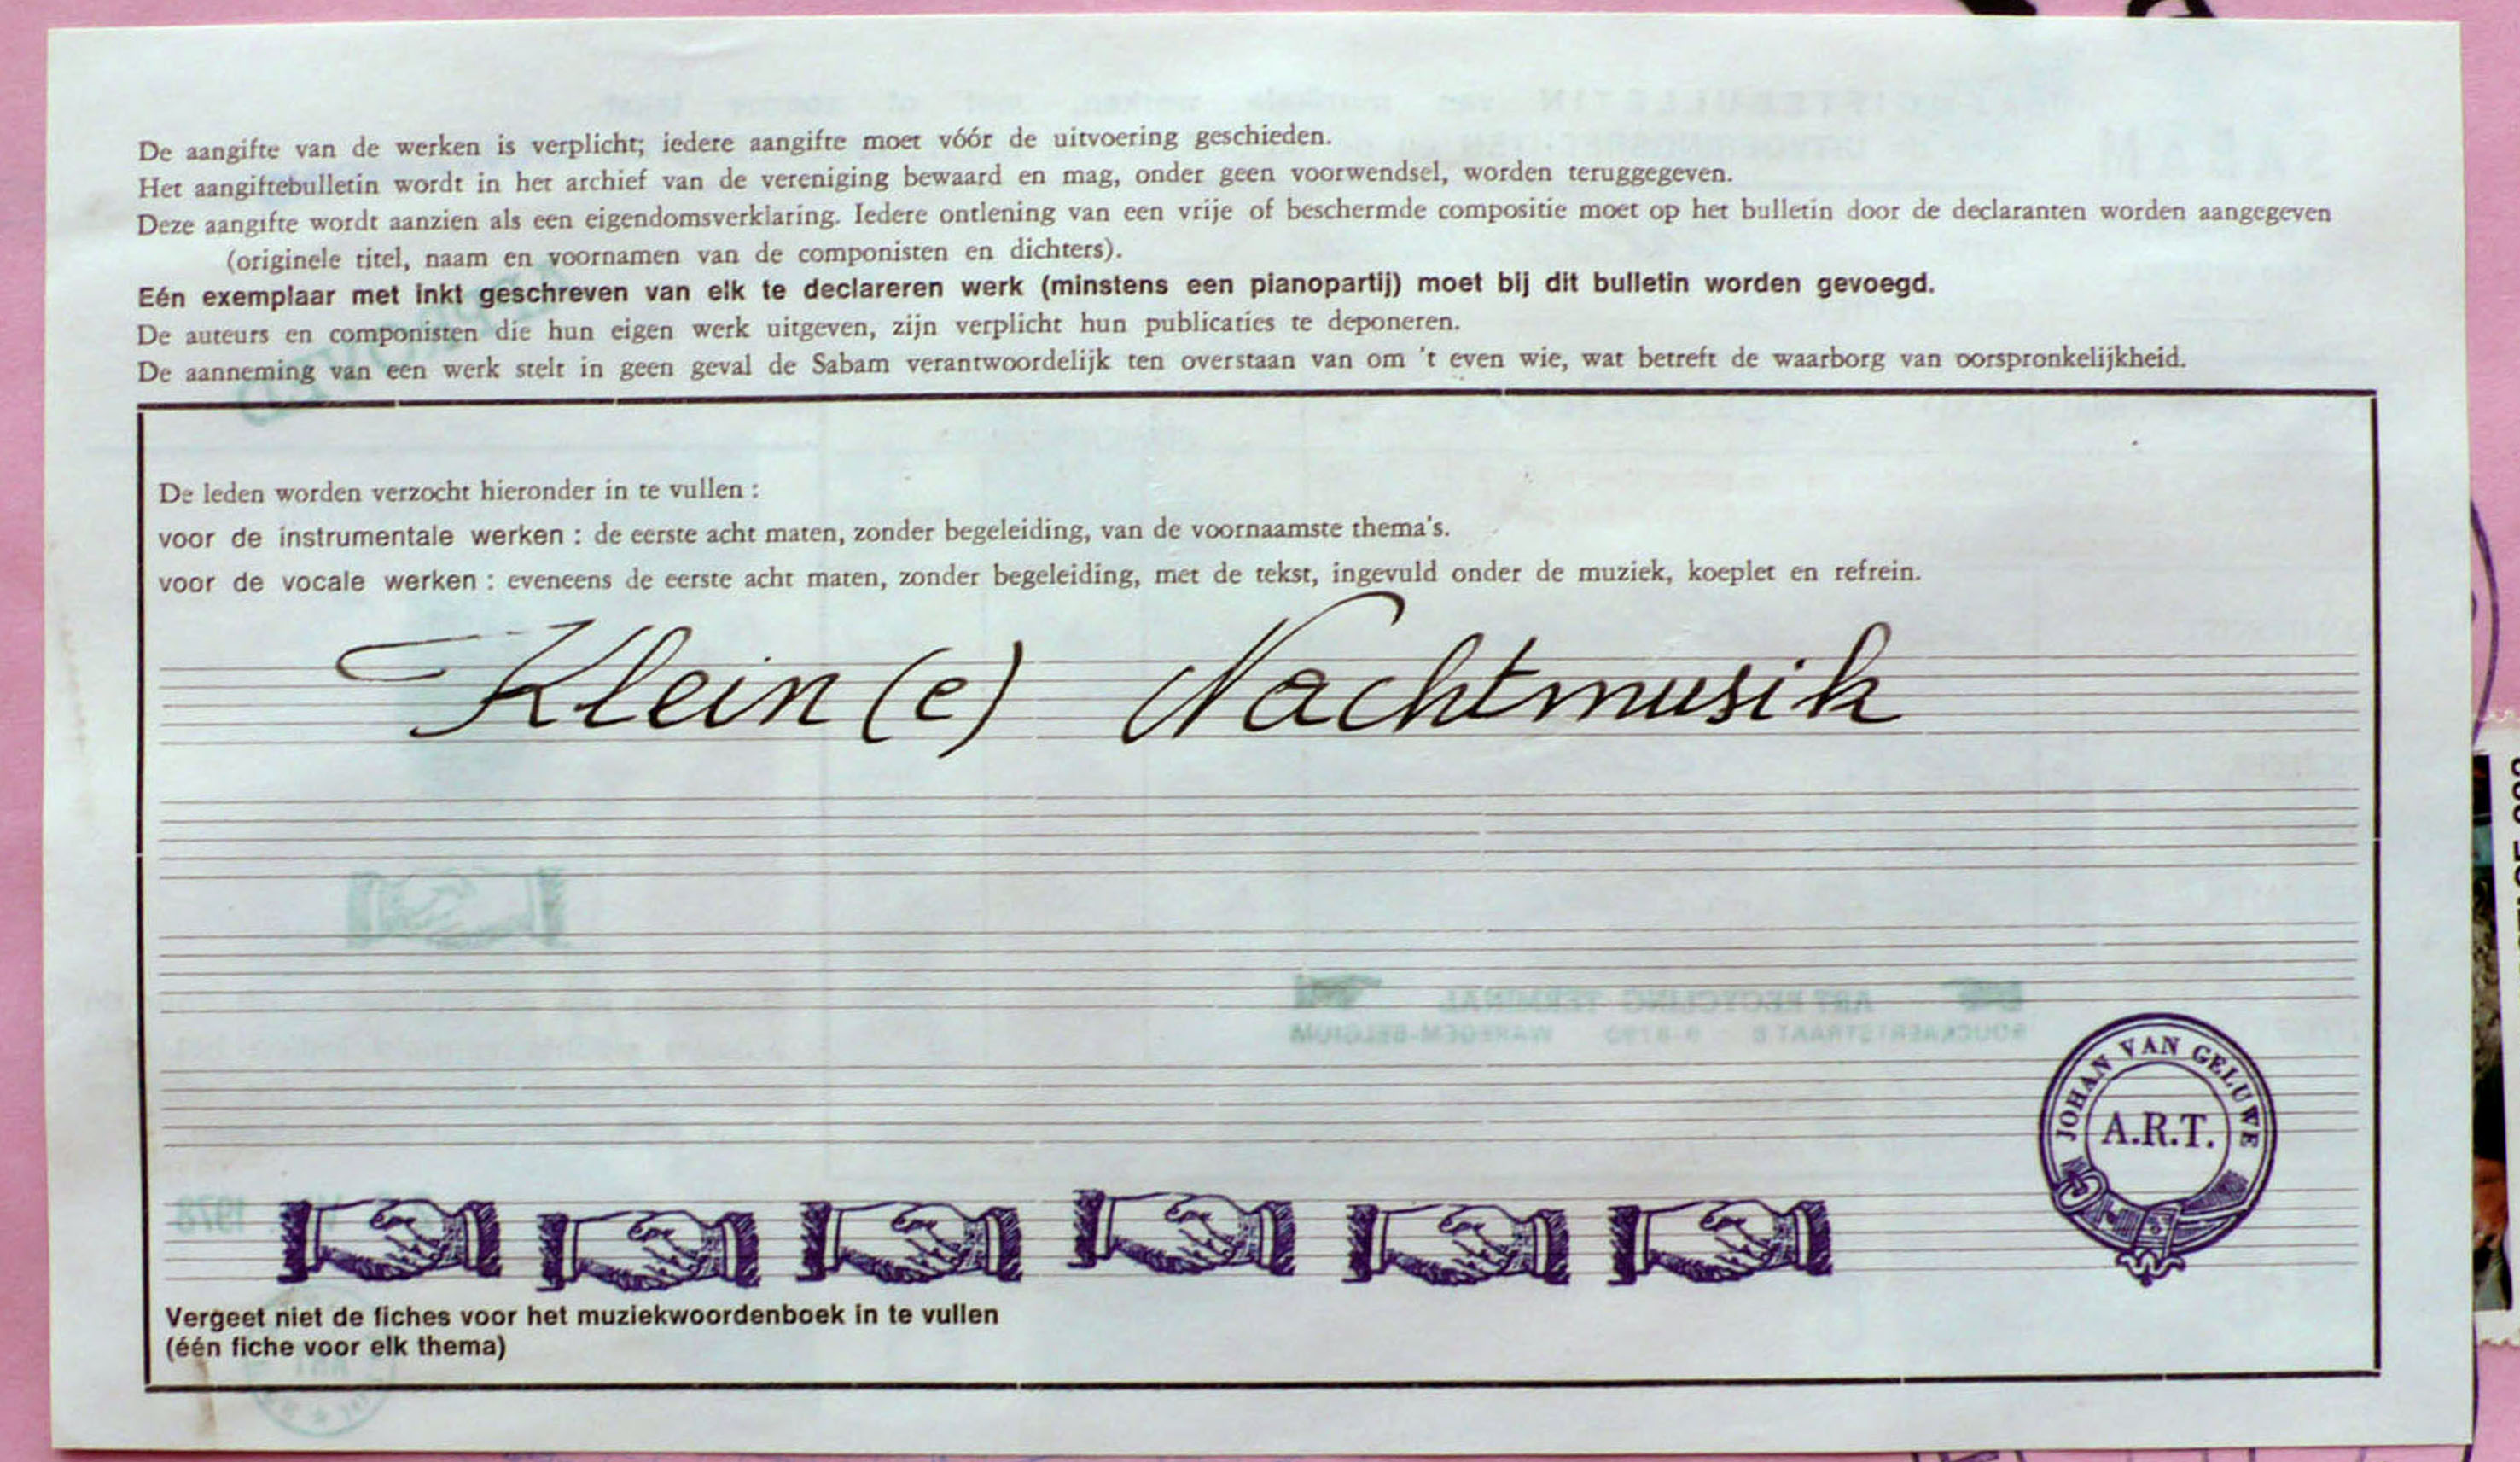 De aangifte van de werken is verplicht; iedere aangifte moet vóór de uitvoering geschieden.
Het aangiftebulletin wordt in het archief van de vereniging bewaard en mag, onder geen voorwendsel, worden teruggegeven.
Deze aangifte wordt aanzien als een eigendomsverklaring. Iedere ontlening van een vrije of beschermde compositie moet op het bulletin door de declaranten worden aangegeven
(originele titel, naam en voornamen van de componisten en dichters).
Eén exemplaar met inkt geschreven van elk te declareren werk (minstens een pianopartij) moet bij dit bulletin worden gevoegd.
De auteurs en componisten die hun eigen werk uitgeven, zijn verplicht hun publicaties te deponeren.
De aanneming van een werk stelt in geen geval de Sabam verantwoordelijk ten overstaan van om 't even wie, wat betreft de waarborg van oorspronkelijkheid.
De leden worden verzocht hieronder in te vullen :
voor de instrumentale werken : de eerste acht maten, zonder begeleiding, van de voornaamste thema's.
voor de vocale werken : eveneens de eerste acht maten, zonder begeleiding, met de tekst, ingevuld onder de muziek, koeplet en refrein.
Klein (e) Nachtmusik
JOHAN VAN GELUWE
A.R.T.
Vergeet niet de fiches voor het muziekwoordenboek in te vullen
(één fiche voor elk thema)